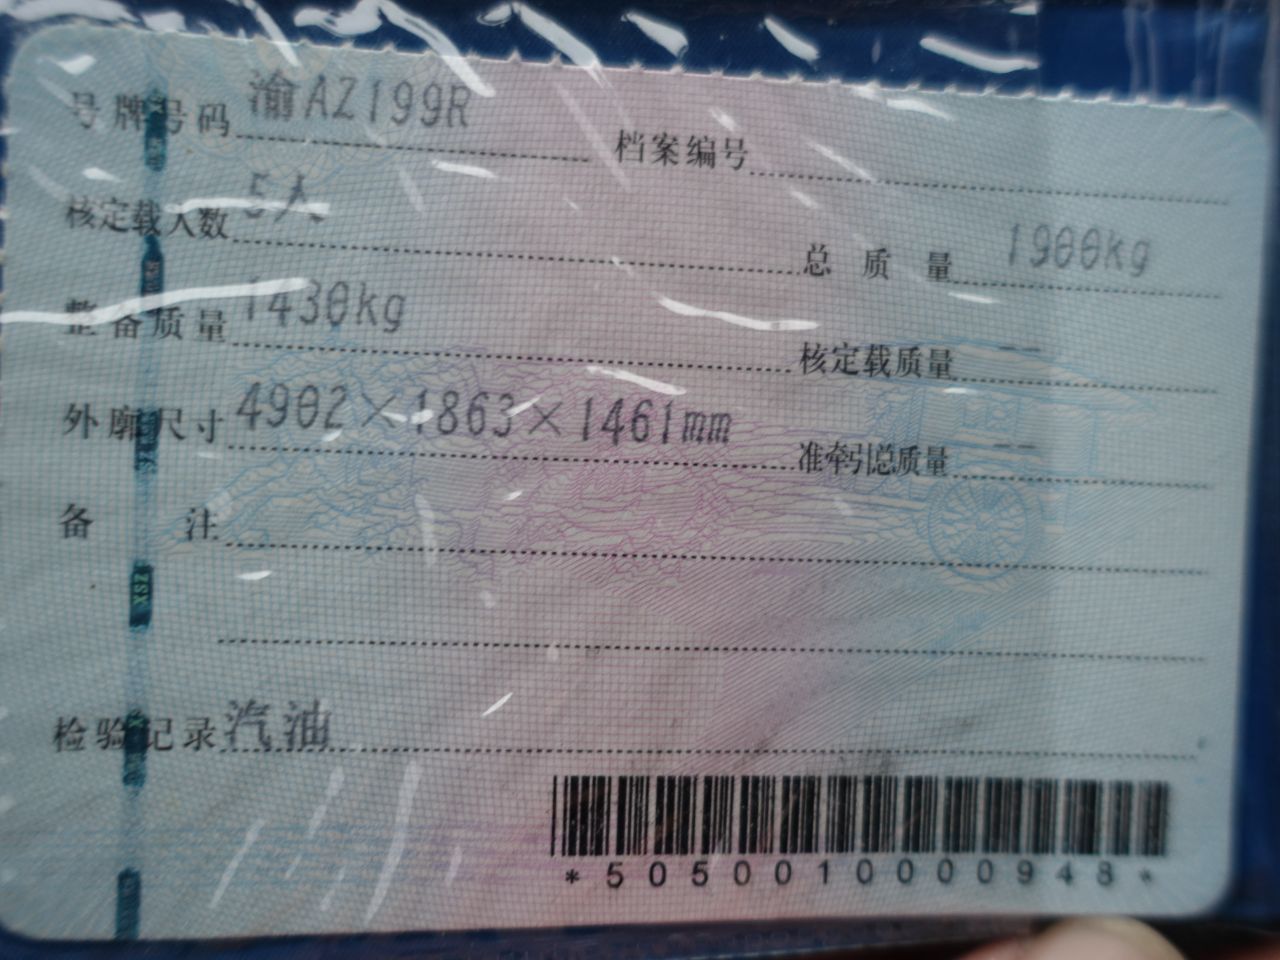 号牌号码 渝AZ199R
档案编号
核定载人数 5人
总质量 1900kg
整备质量 1430kg
核定载质量 --
外廓尺寸 4902×1863×1461mm
准牵引总质量 --
备注
检验记录 汽油
*5050010000948*
ZSX